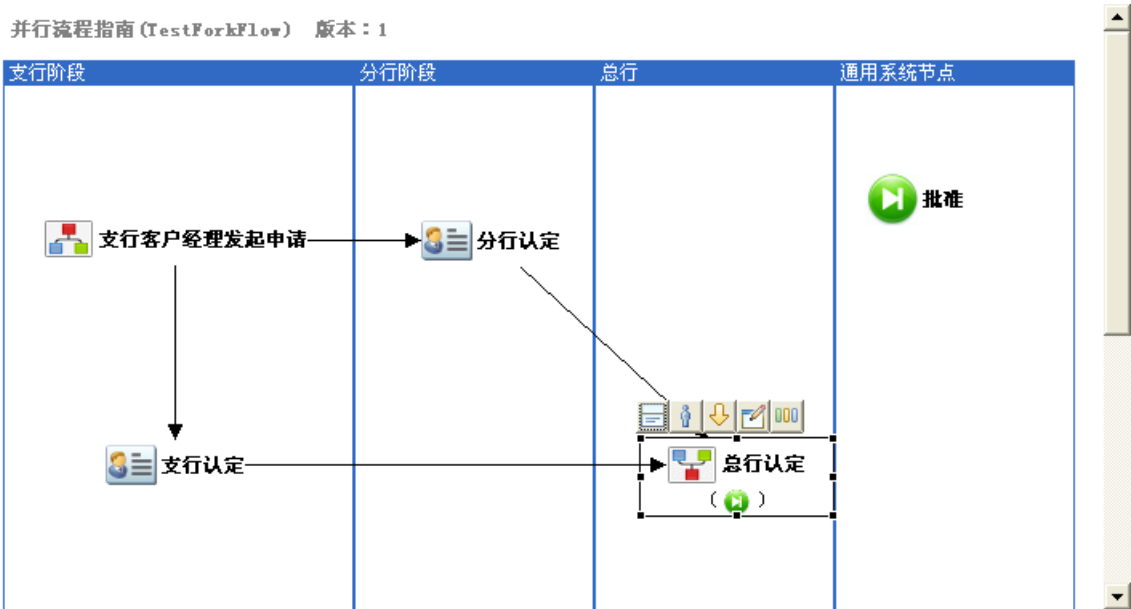 并行流程指南(TestForkFlow) 版本：1
支行阶段 分行阶段 总行 通用系统节点
批准
支行客户经理发起申请 分行认定
支行认定 总行认定
( )